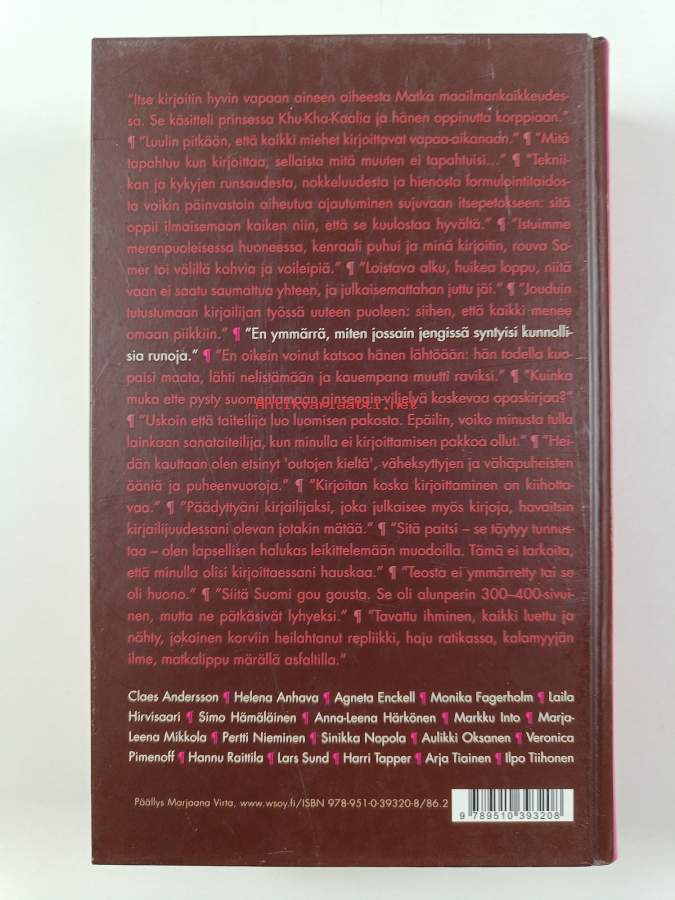 "Itse kirjoitin hyvin vapaan aineen aiheesta Matka maailmankaikkeudes-
sa. Se käsitteli prinsessa Khu-Kha-Kaalia ja hänen oppinutta korppiaan."
¶ "Luulin pitkään, että kaikki miehet kirjoittavat vapaa-aikanaan." ¶ "Mitä
tapahtuu kun kirjoittaa, sellaista mitä muuten ei tapahtuisi..." ¶ "Teknii-
kan ja kykyjen runsaudesta, nokkeluudesta ja hienosta formulointitaidos-
ta voikin päinvastoin aiheutua ajautuminen sujuvaan itsepetokseen: sitä
oppii ilmaisemaan kaiken niin, että se kuulostaa hyvältä." ¶ "Istuimme
merenpuoleisessa huoneessa, kenraali puhui ja minä kirjoitin, rouva So-
mer toi välillä kahvia ja voileipiä." ¶ "Loistava alku, huikea loppu, niitä
vaan ei saatu saumattua yhteen, ja julkaisemattahan juttu jäi." ¶ "Jouduin
tutustumaan kirjailijan työssä uuteen puoleen: siihen, että kaikki menee
omaan piikkiin." ¶ "En ymmärrä, miten jossain jengissä syntyisi kunnolli-
sia runoja." ¶ "En oikein voinut katsoa hänen lähtöään: hän todella kuo-
paisi maata, lähti nelistämään ja kauempana muutti raviksi." ¶ "Kuinka
muka ette pysty suomentamaan ginsengin viljelyä koskevaa opaskirjaa?"
Antikvariaatti.net
¶ "Uskoin että taiteilija luo luomisen pakosta. Epäilin, voiko minusta tulla
lainkaan sanataiteilija, kun minulla ei kirjoittamisen pakkoa ollut." ¶ "Hei-
dän kauttaan olen etsinyt 'outojen kieltä', väheksyttyjen ja vähäpuheisten
ääniä ja puheenvuoroja." ¶ "Kirjoitan koska kirjoittaminen on kiihotta-
vaa." ¶ "Päädyttyäni kirjailijaksi, joka julkaisee myös kirjoja, havaitsin
kirjailijuudessani olevan jotakin mätää." ¶ "Sitä paitsi – se täytyy tunnus-
taa – olen lapsellisen halukas leikittelemään muodoilla. Tämä ei tarkoita,
että minulla olisi kirjoittaessani hauskaa." ¶ "Teosta ei ymmärretty tai se
oli huono." ¶ "Siitä Suomi gou gousta. Se oli alunperin 300–400-sivui-
nen, mutta ne pätkäsivät lyhyeksi." ¶ "Tavattu ihminen, kaikki luettu ja
nähty, jokainen korviin heilahtanut repliikki, haju ratikassa, kalamyyjän
ilme, matkalippu märällä asfaltilla."
Claes Andersson ¶ Helena Anhava ¶ Agneta Enckell ¶ Monika Fagerholm ¶ Laila
Hirvisaari ¶ Simo Hämäläinen ¶ Anna-Leena Härkönen ¶ Markku Into ¶ Marja-
Leena Mikkola ¶ Pertti Nieminen ¶ Sinikka Nopola ¶ Aulikki Oksanen ¶ Veronica
Pimenoff ¶ Hannu Raittila ¶ Lars Sund ¶ Harri Tapper ¶ Arja Tiainen ¶ Ilpo Tiihonen
Päällys Marjaana Virta, www.wsoy.fi/ISBN 978-951-0-39320-8/86.2
9 789510 393208